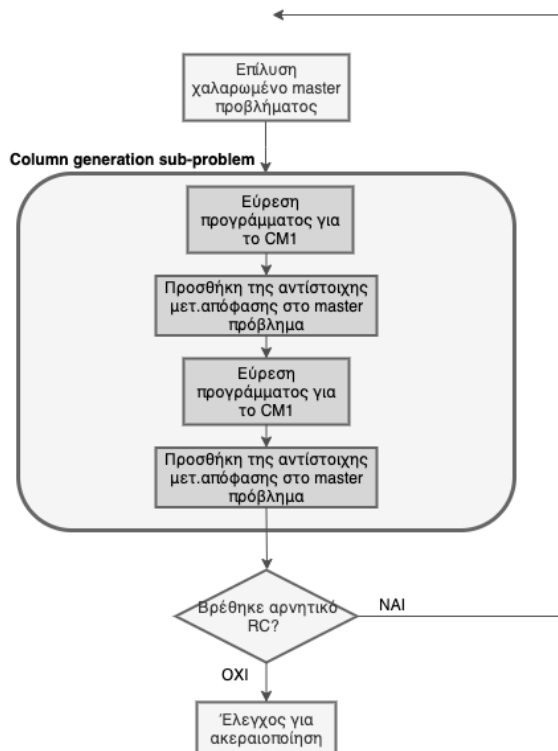 Επίλυση
χαλαρωμένο master
προβλήματος
Column generation sub-problem
Εύρεση
προγράμματος για
το CM1
Προσθήκη της αντίστοιχης
μετ.απόφασης στο master
πρόβλημα
Εύρεση
προγράμματος για
το CM1
Προσθήκη της αντίστοιχης
μετ.απόφασης στο master
πρόβλημα
Βρέθηκε αρνητικό
RC?
ΝΑΙ
ΟΧΙ
Έλεγχος για
ακεραιοποίηση